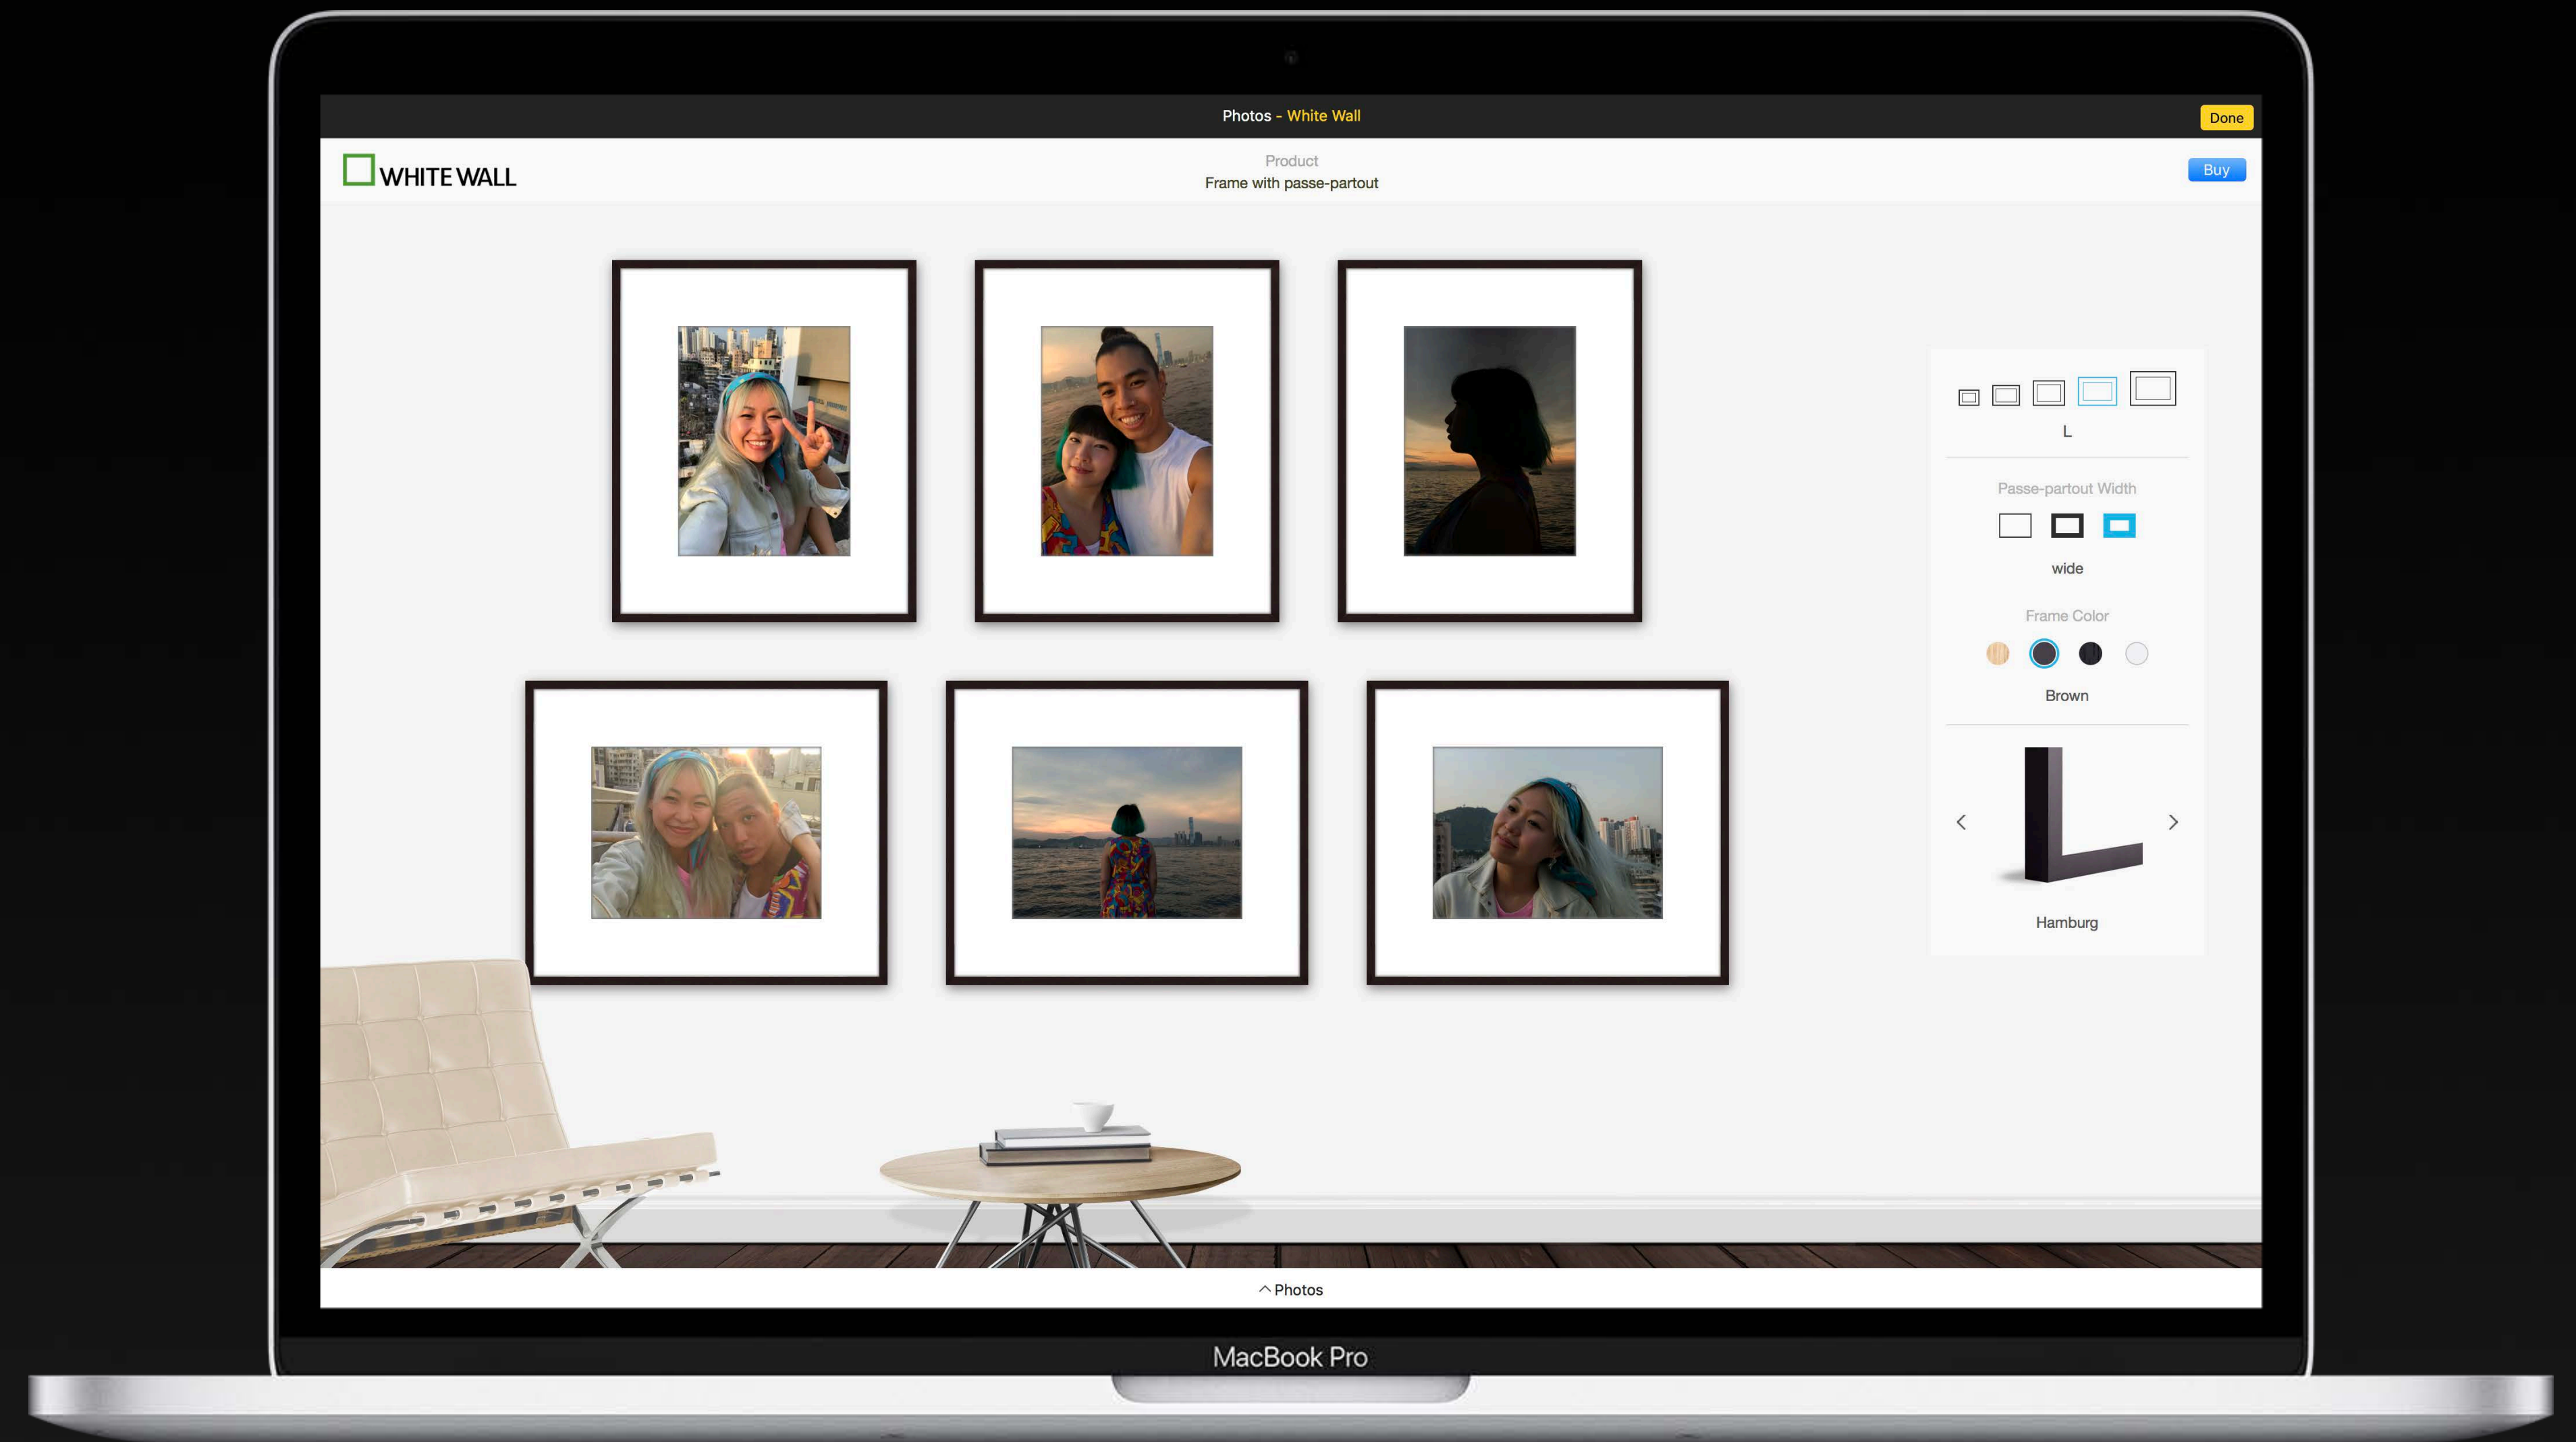 Photos - White Wall
Done
WHITE WALL
Product
Frame with passe-partout
Buy
L
Passe-partout Width
wide
Frame Color
Brown
Hamburg
Photos
MacBook Pro